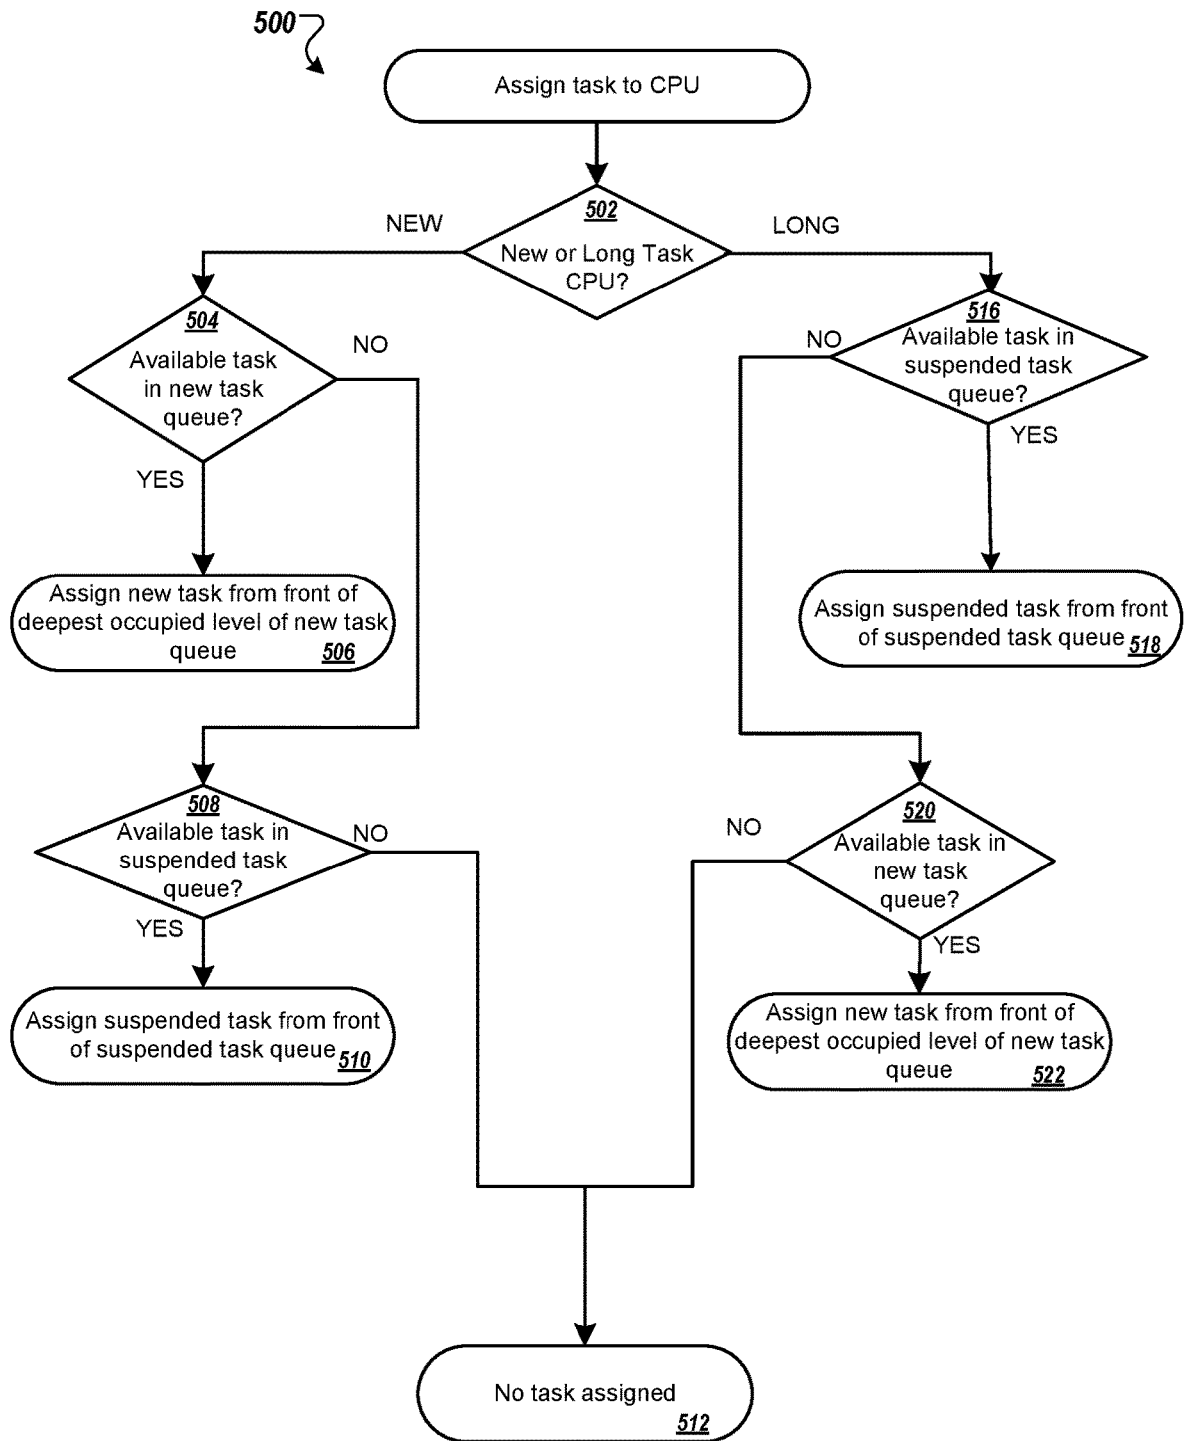 500
Assign task to CPU
502
New or Long Task
CPU?
NEW
LONG
504
Available task
in new task
queue?
NO
YES
516
Available task in
suspended task
queue?
NO
YES
Assign new task from front of
deepest occupied level of new task
queue 506
Assign suspended task from front
of suspended task queue 518
508
Available task in
suspended task
queue?
NO
YES
520
Available task in
new task
queue?
NO
YES
Assign suspended task from front
of suspended task queue 510
Assign new task from front of
deepest occupied level of new task
queue 522
No task assigned
512